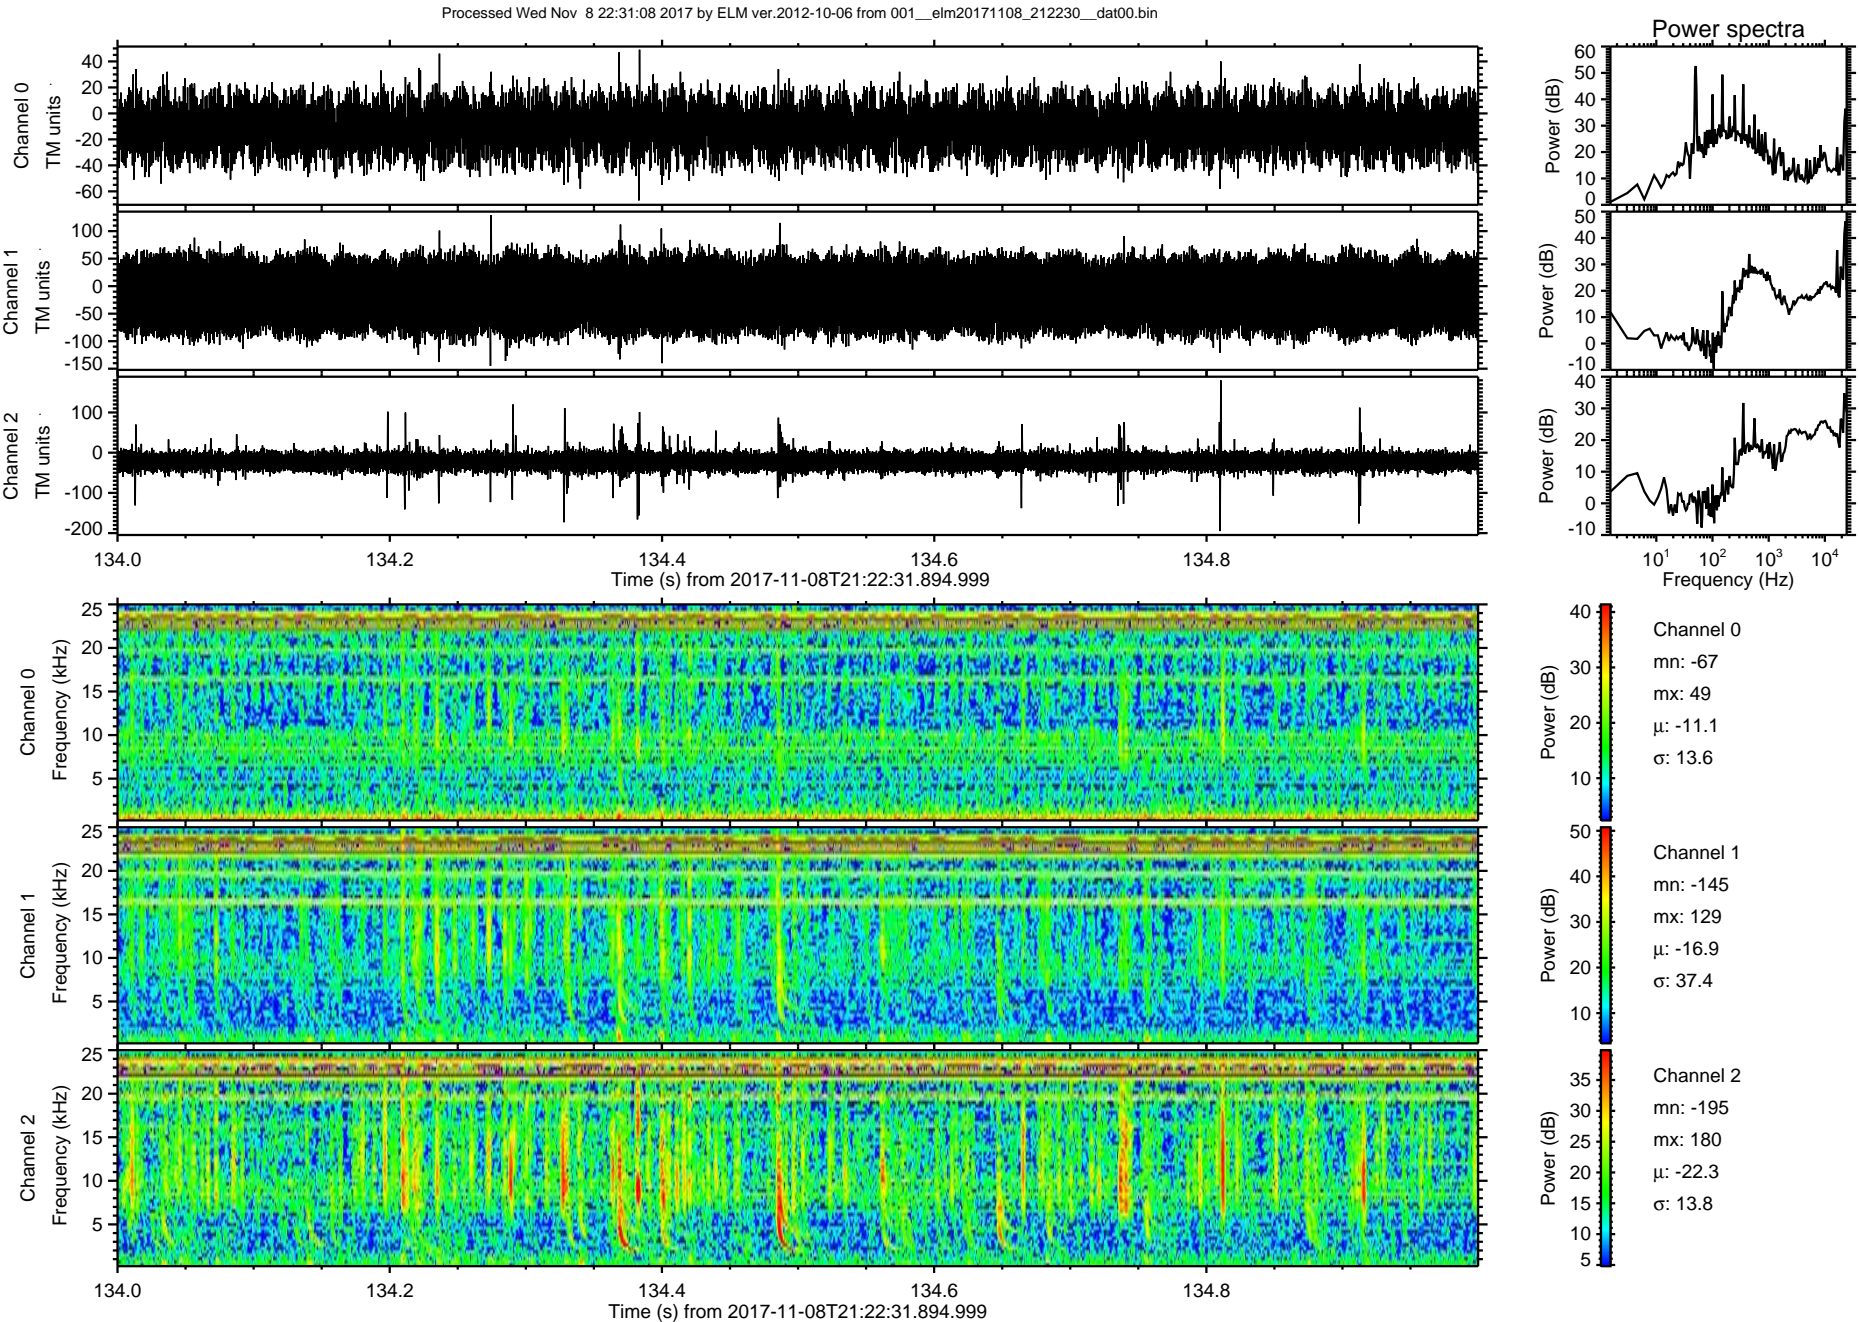 Processed Wed Nov  8 22:31:08 2017 by ELM ver.2012-10-06 from 001__elm20171108_212230__dat00.bin
Power spectra
Channel 0
TM units
40
20
0
-20
-40
-60
Power (dB)
60
50
40
30
20
10
0
Channel 1
TM units
100
50
0
-50
-100
-150
Power (dB)
50
40
30
20
10
0
-10
Channel 2
TM units
100
0
-100
-200
Power (dB)
40
30
20
10
0
-10
134.0 134.2 134.4 134.6 134.8
Time (s) from 2017-11-08T21:22:31.894.999
10¹ 10² 10³ 10⁴
Frequency (Hz)
Channel 0
Frequency (kHz)
25
20
15
10
5
Power (dB)
40
30
20
10
Channel 0
mn: -67
mx: 49
μ: -11.1
σ: 13.6
Channel 1
Frequency (kHz)
25
20
15
10
5
Power (dB)
50
40
30
20
10
Channel 1
mn: -145
mx: 129
μ: -16.9
σ: 37.4
Channel 2
Frequency (kHz)
25
20
15
10
5
Power (dB)
35
30
25
20
15
10
5
Channel 2
mn: -195
mx: 180
μ: -22.3
σ: 13.8
134.0 134.2 134.4 134.6 134.8
Time (s) from 2017-11-08T21:22:31.894.999